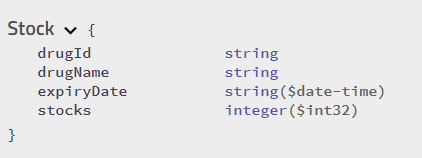 Stock {
drugId string
drugName string
expiryDate string($date-time)
stocks integer($int32)
}